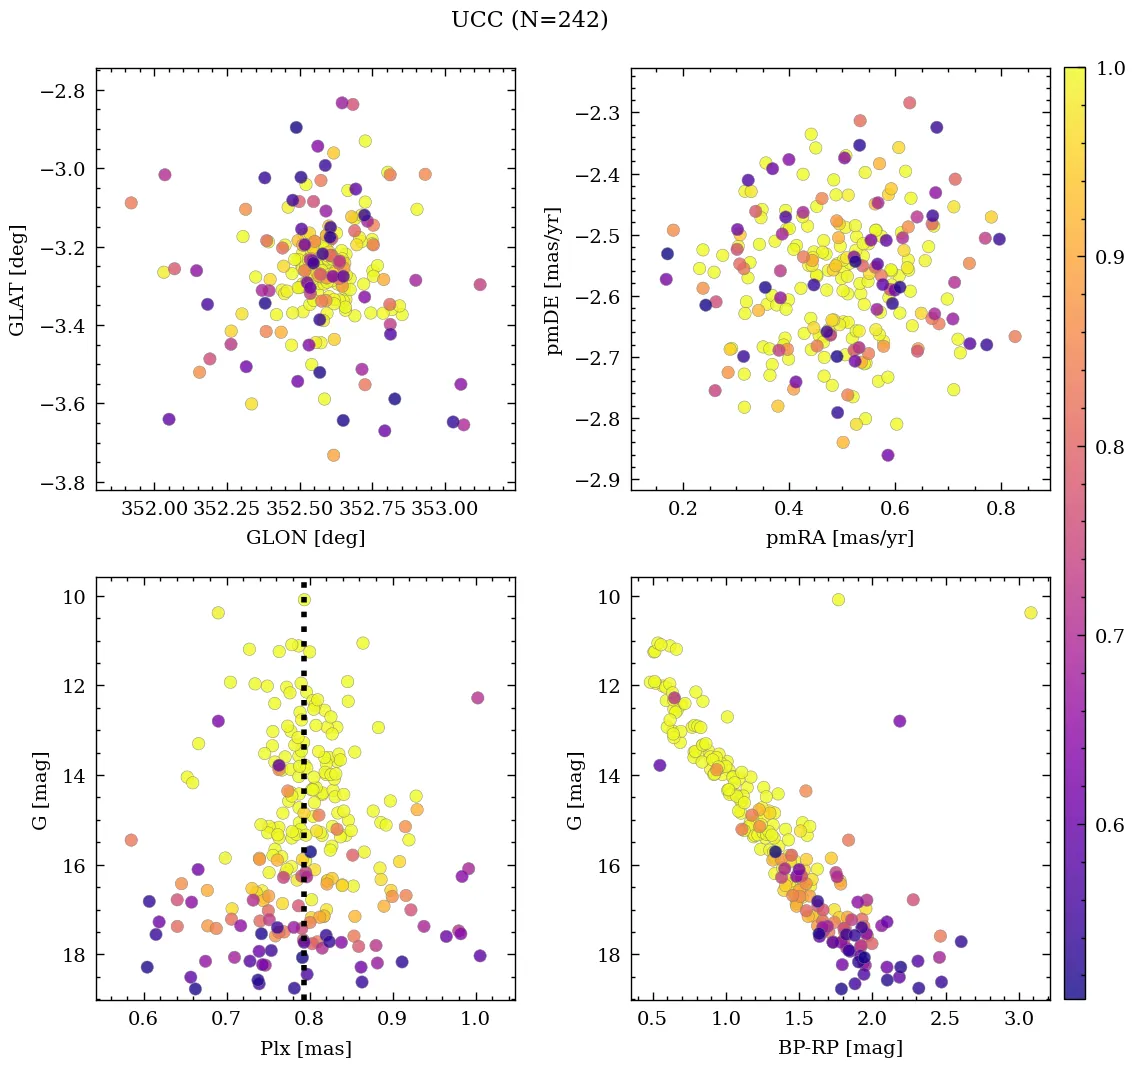 UCC (N=242)
−2.8
−3.0
−3.2
−3.4
−3.6
−3.8
GLAT [deg]
352.00 352.25 352.50 352.75 353.00
GLON [deg]
−2.3
−2.4
−2.5
−2.6
−2.7
−2.8
−2.9
pmDE [mas/yr]
0.2 0.4 0.6 0.8
pmRA [mas/yr]
10
12
14
16
18
G [mag]
0.6 0.7 0.8 0.9 1.0
Plx [mas]
10
12
14
16
18
G [mag]
0.5 1.0 1.5 2.0 2.5 3.0
BP-RP [mag]
1.0
0.9
0.8
0.7
0.6